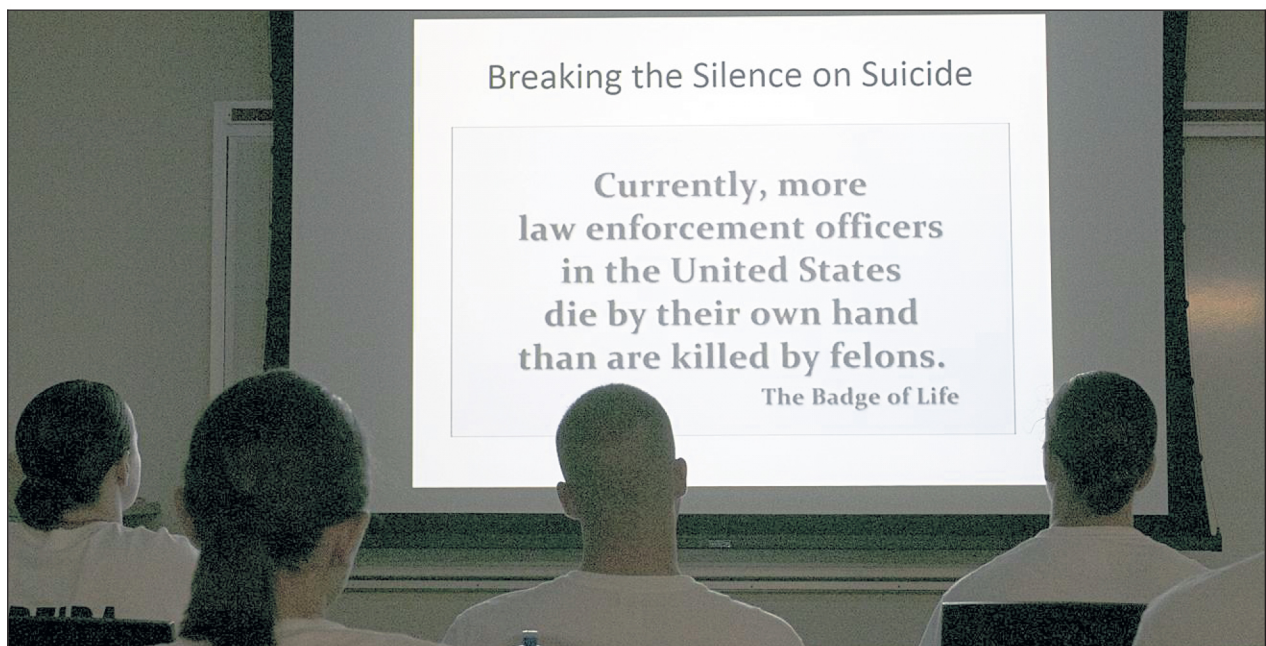 Breaking the Silence on Suicide
Currently, more
law enforcement officers
in the United States
die by their own hand
than are killed by felons.
The Badge of Life